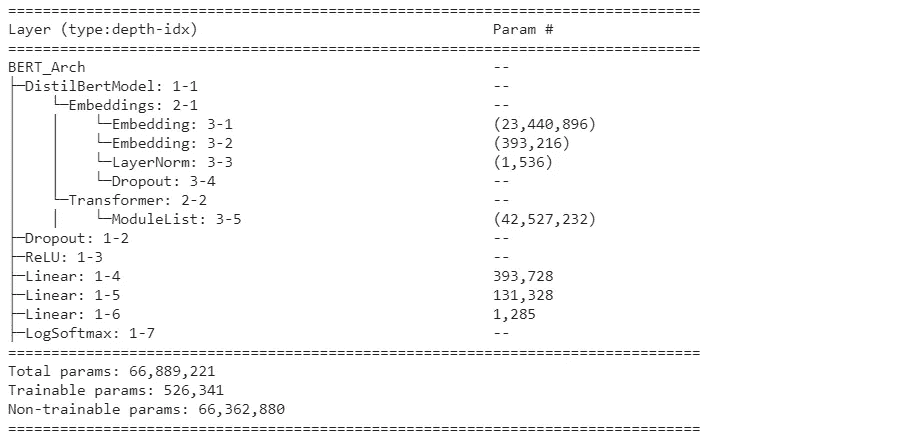 ================================================================================
Layer (type:depth-idx)                                  Param #
================================================================================
BERT_Arch                                               --
├─DistilBertModel: 1-1                                  --
│    └─Embeddings: 2-1                                  --
│    │    └─Embedding: 3-1                              (23,440,896)
│    │    └─Embedding: 3-2                              (393,216)
│    │    └─LayerNorm: 3-3                              (1,536)
│    │    └─Dropout: 3-4                                --
│    └─Transformer: 2-2                                 --
│    │    └─ModuleList: 3-5                             (42,527,232)
├─Dropout: 1-2                                          --
├─ReLU: 1-3                                             --
├─Linear: 1-4                                           393,728
├─Linear: 1-5                                           131,328
├─Linear: 1-6                                           1,285
├─LogSoftmax: 1-7                                       --
================================================================================
Total params: 66,889,221
Trainable params: 526,341
Non-trainable params: 66,362,880
================================================================================